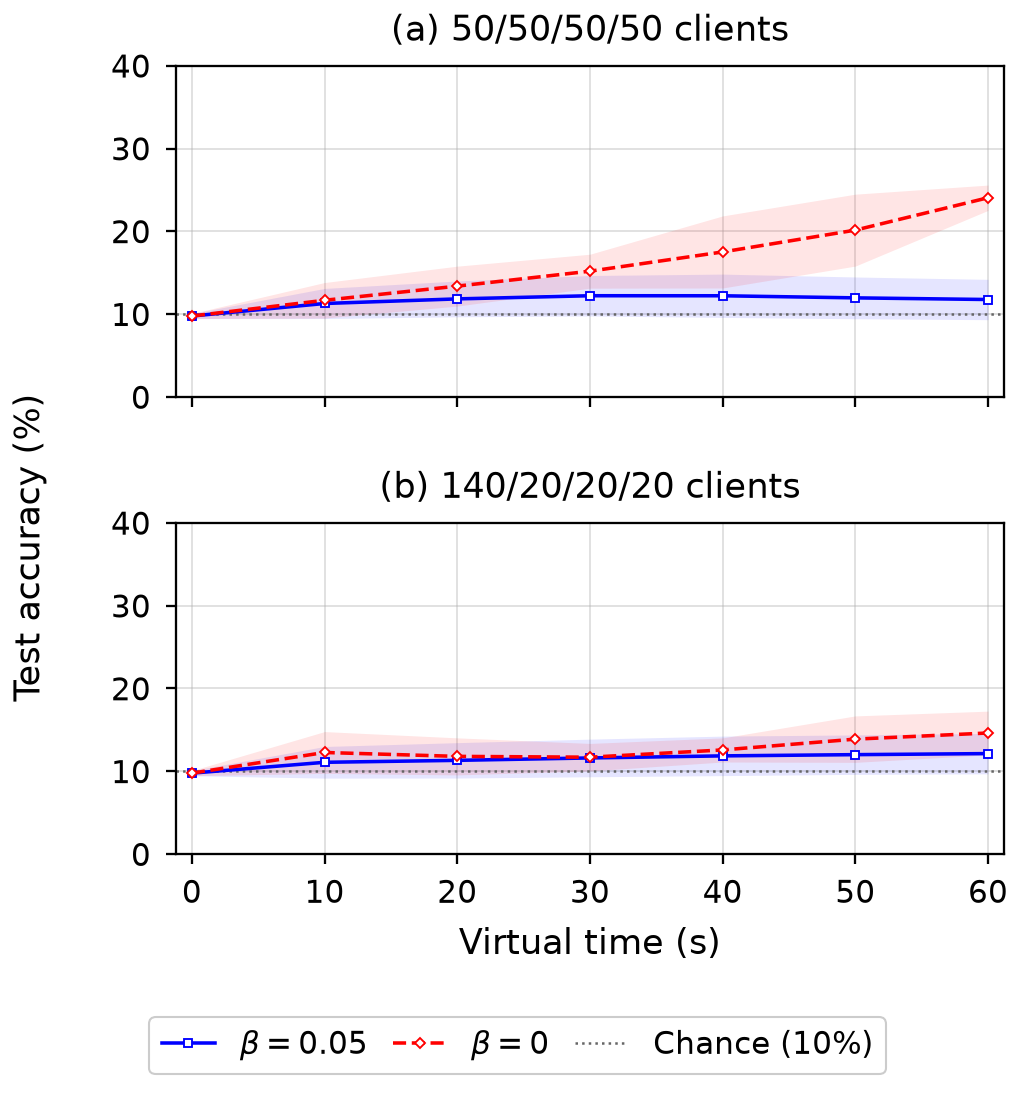 (a) 50/50/50/50 clients
40
30
20
10
0
Test accuracy (%)
(b) 140/20/20/20 clients
40
30
20
10
0
0 10 20 30 40 50 60
Virtual time (s)
β = 0.05 β = 0 Chance (10%)